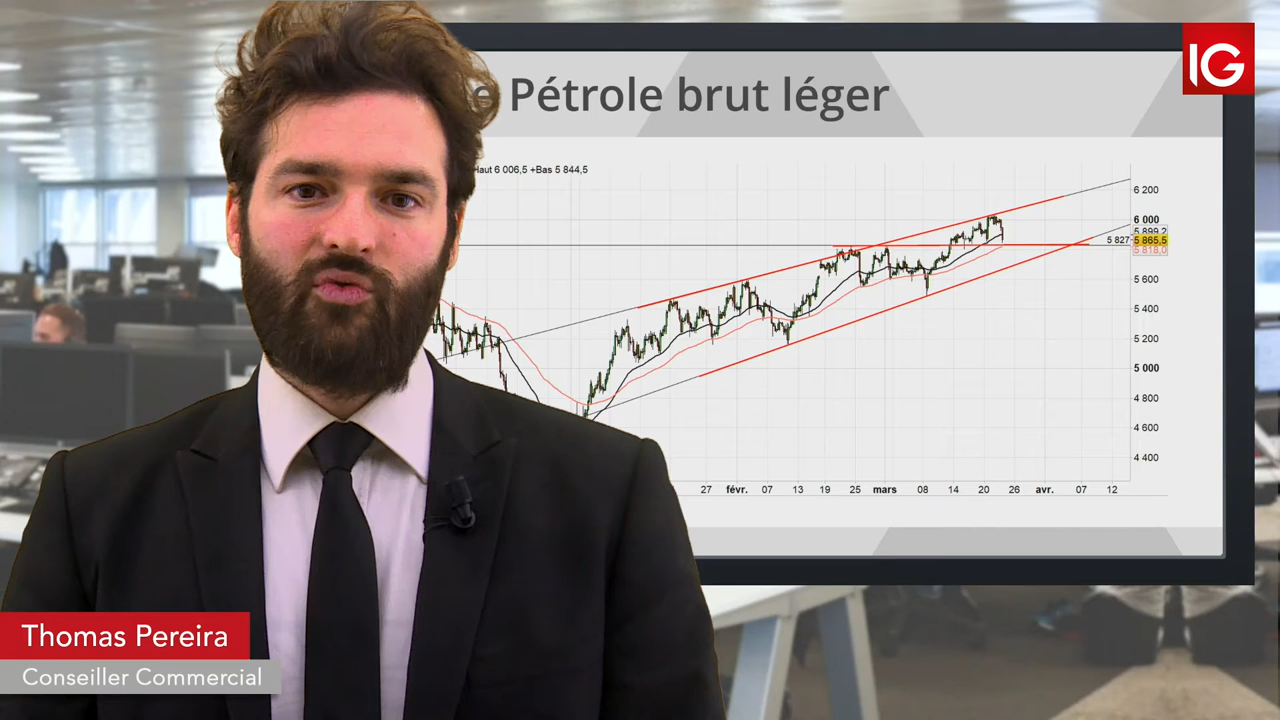 IG
e Pétrole brut léger
Haut 6 006,5 +Bas 5 844,5
6 200
6 000
5 899,2
5 827
5 865,5
5 818,0
5 600
5 400
5 200
5 000
4 800
4 600
4 400
27 févr. 07 13 19 25 mars 08 14 20 26 avr. 07 12
Thomas Pereira
Conseiller Commercial